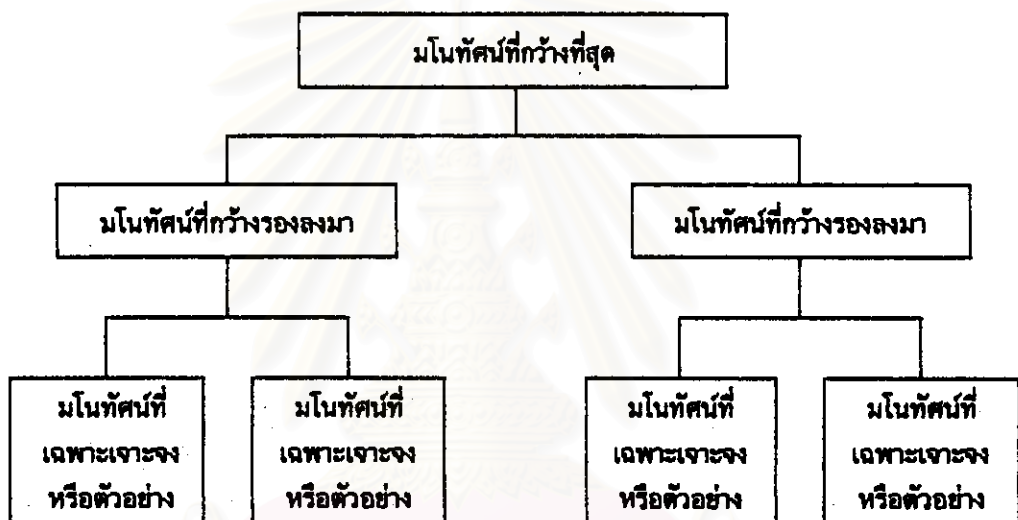 มโนทัศน์ที่กว้างที่สุด
มโนทัศน์ที่กว้างรองลงมา
มโนทัศน์ที่กว้างรองลงมา
มโนทัศน์ที่
เฉพาะเจาะจง
หรือตัวอย่าง
มโนทัศน์ที่
เฉพาะเจาะจง
หรือตัวอย่าง
มโนทัศน์ที่
เฉพาะเจาะจง
หรือตัวอย่าง
มโนทัศน์ที่
เฉพาะเจาะจง
หรือตัวอย่าง